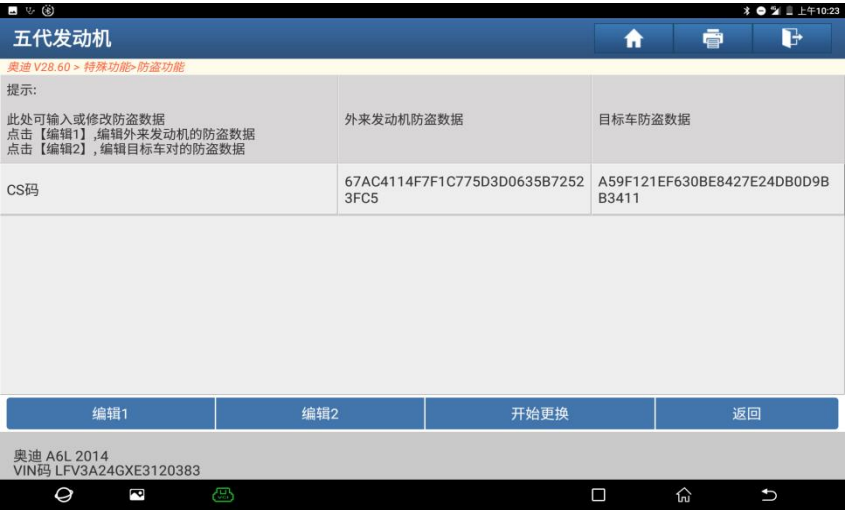 上午10:23
五代发动机
奥迪 V28.60 > 特殊功能>防盗功能
提示:
此处可输入或修改防盗数据
点击【编辑1】,编辑外来发动机的防盗数据
点击【编辑2】, 编辑目标车对的防盗数据
外来发动机防盗数据
目标车防盗数据
CS码
67AC4114F7F1C775D3D0635B7252
3FC5
A59F121EF630BE8427E24DB0D9B
B3411
编辑1
编辑2
开始更换
返回
奥迪 A6L 2014
VIN码 LFV3A24GXE3120383